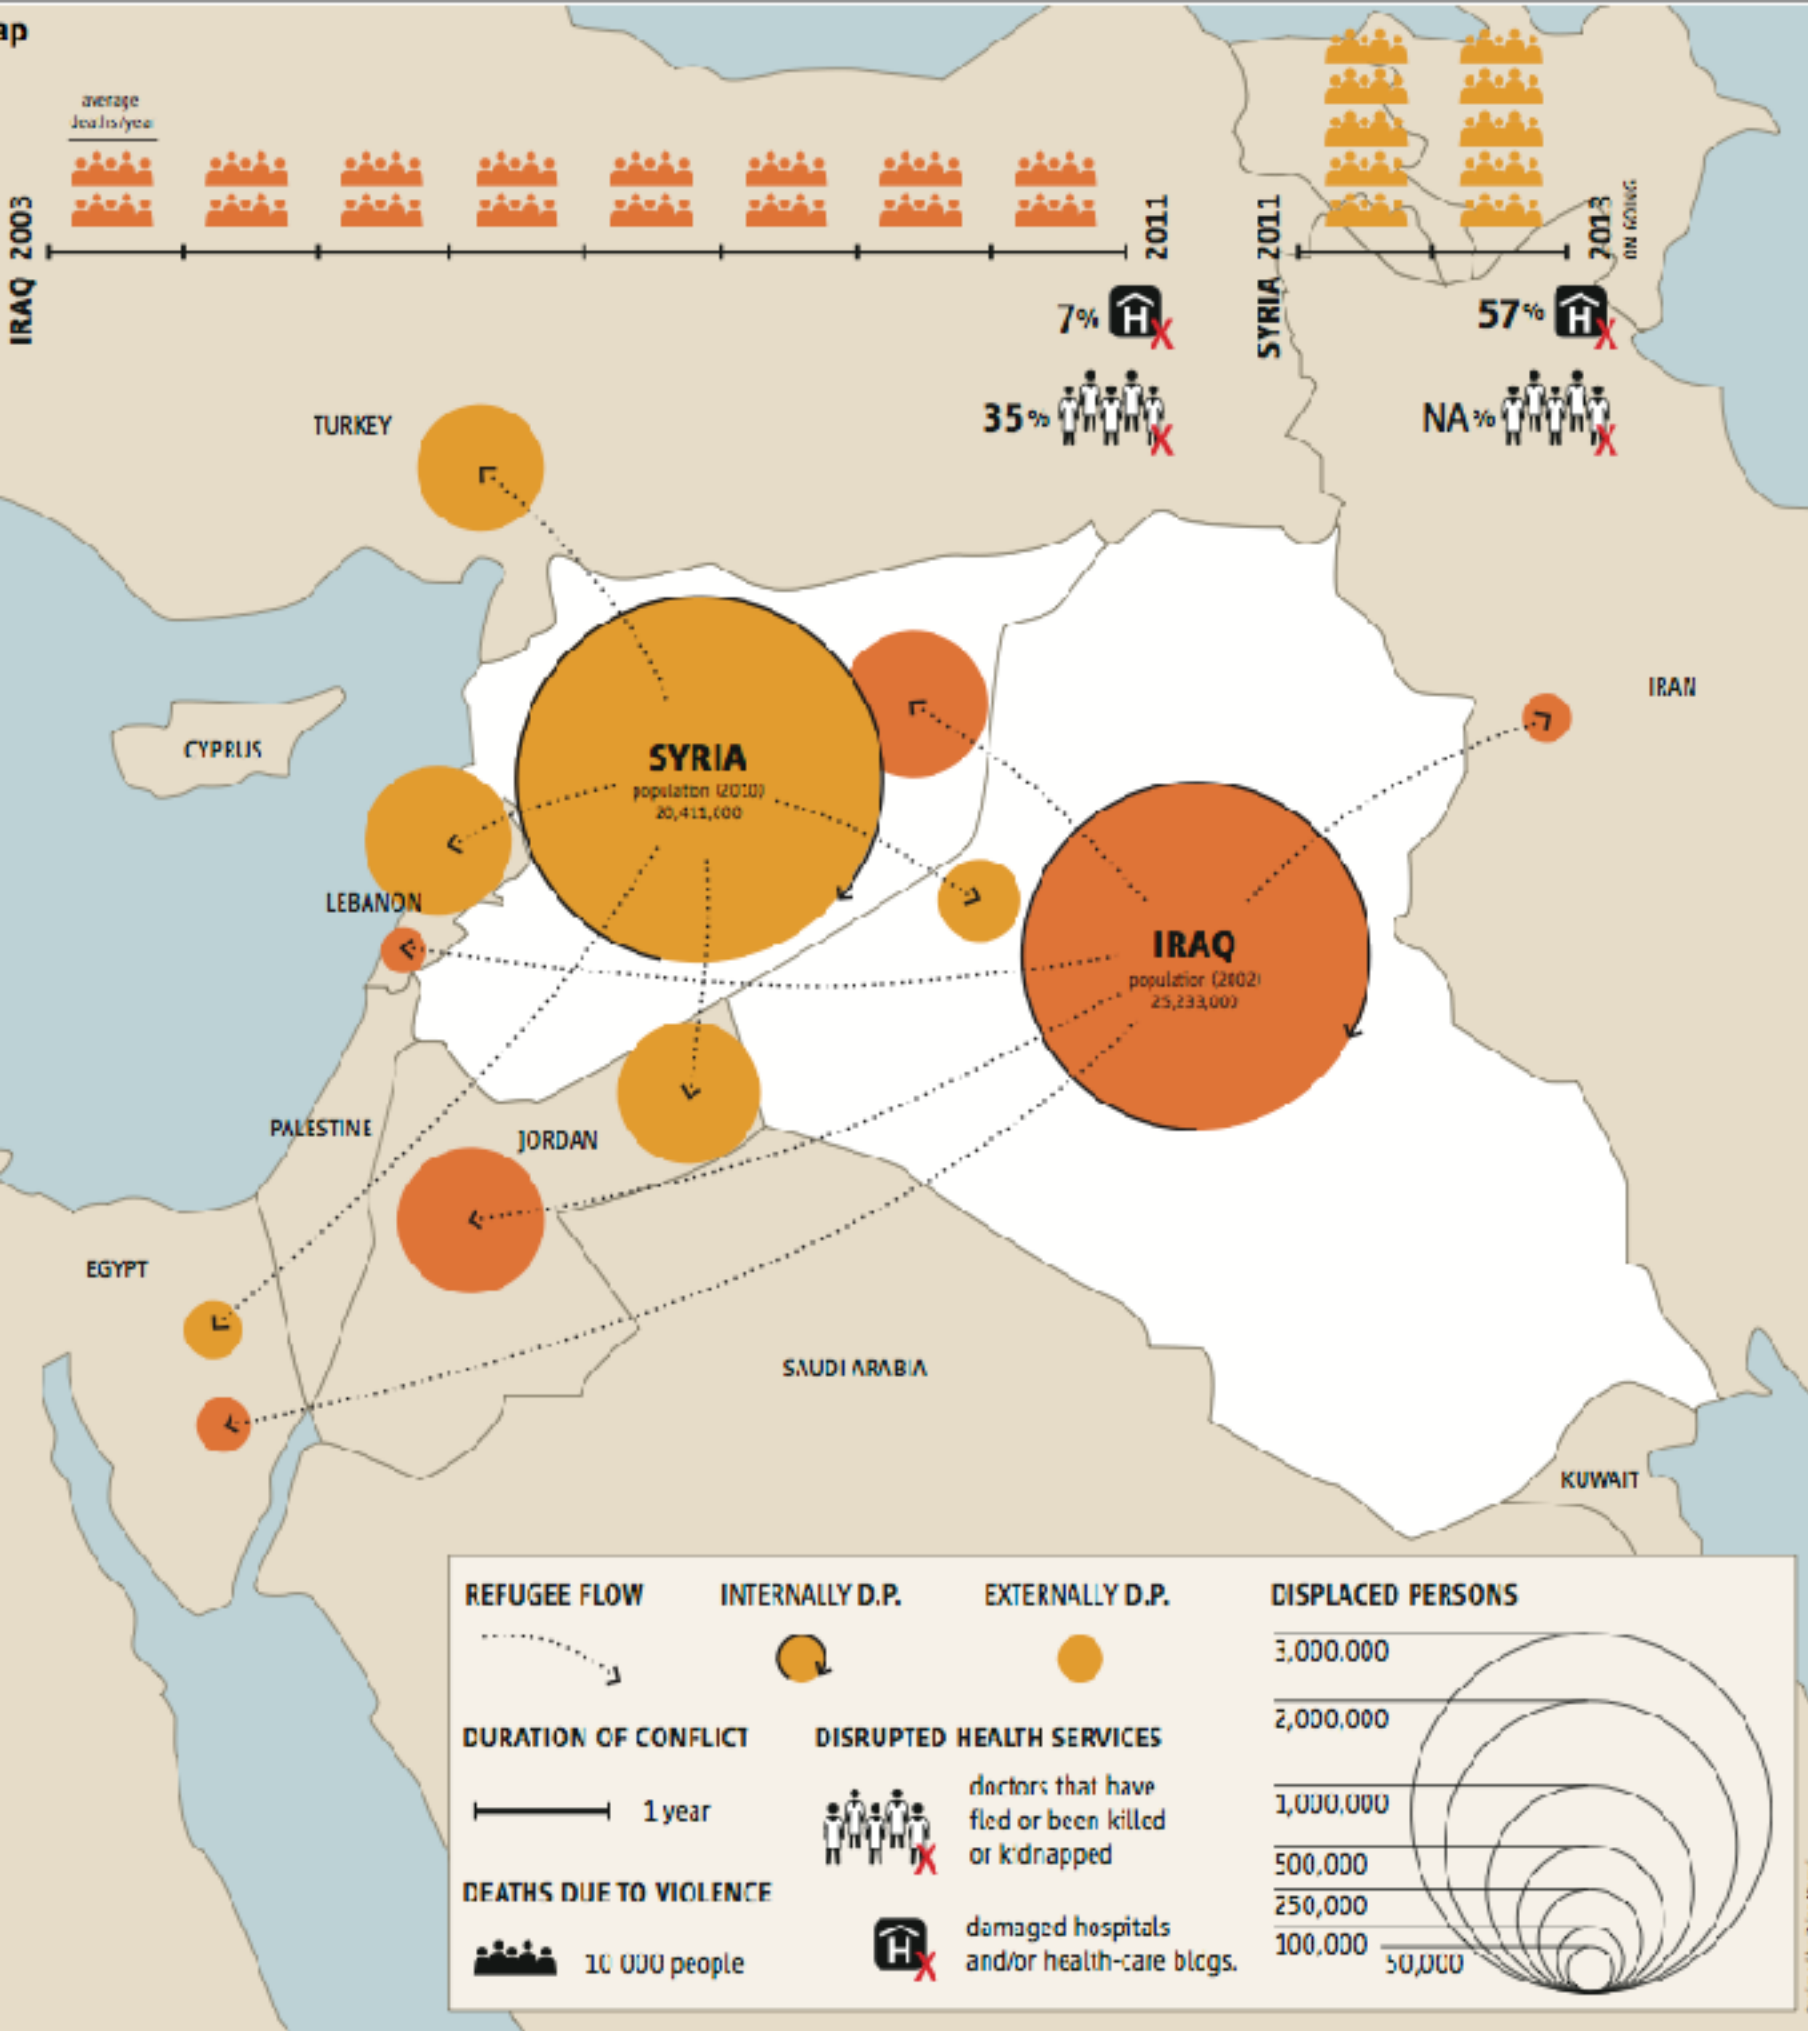 ap
average
deaths/year
IRAQ 2003
2011
SYRIA 2011
2013
ON GOING
7%
57%
35%
NA%
TURKEY
IRAN
CYPRUS
SYRIA
population (2010)
20,411,000
LEBANON
IRAQ
population (2002)
25,233,000
PALESTINE
JORDAN
EGYPT
SAUDI ARABIA
KUWAIT
REFUGEE FLOW
INTERNALLY D.P.
EXTERNALLY D.P.
DISPLACED PERSONS
3,000.000
2,000.000
1,000,000
500,000
250,000
100,000
50,000
DURATION OF CONFLICT
1 year
DISRUPTED HEALTH SERVICES
doctors that have
fled or been killed
or kidnapped
DEATHS DUE TO VIOLENCE
10 000 people
damaged hospitals
and/or health-care blcgs.